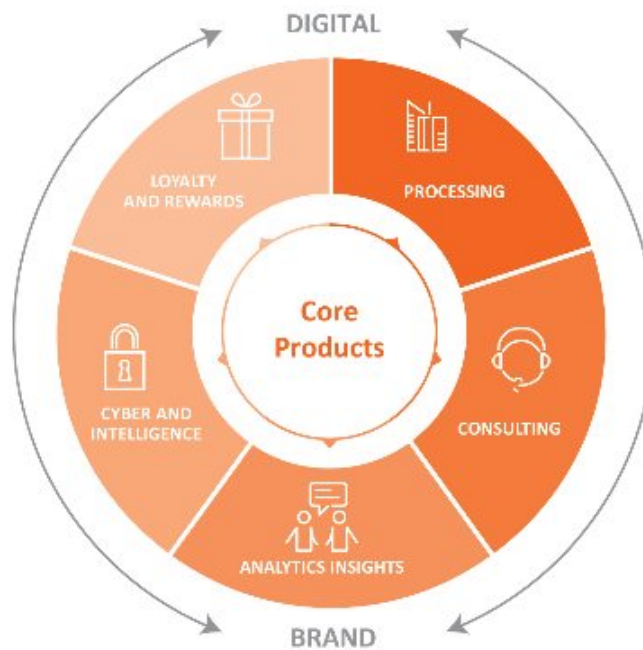 DIGITAL
LOYALTY
AND REWARDS
PROCESSING
Core
Products
CYBER AND
INTELLIGENCE
CONSULTING
ANALYTICS INSIGHTS
BRAND